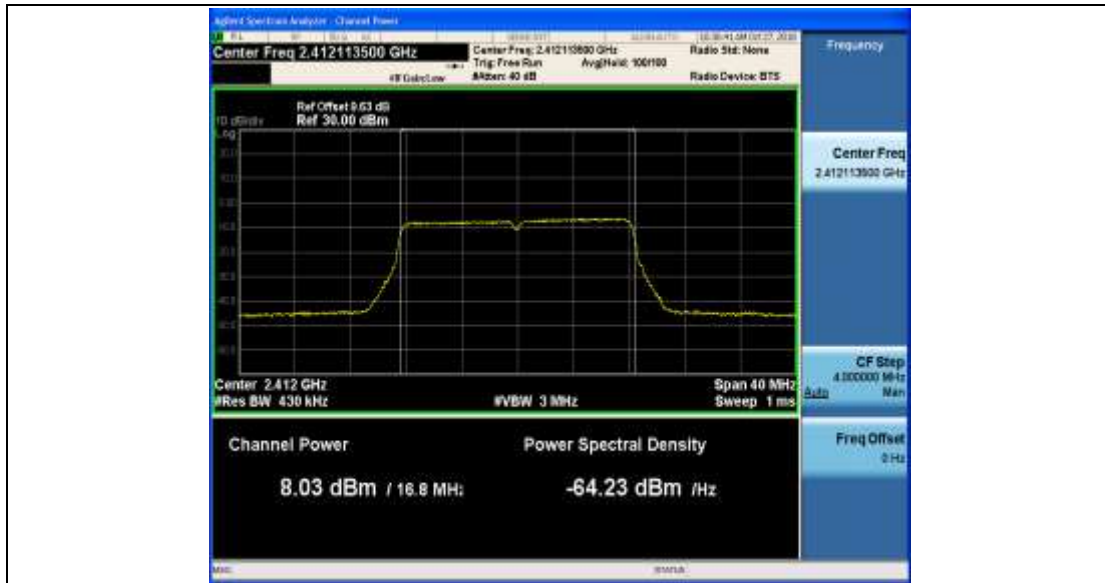 Agilent Spectrum Analyzer - Channel Power
Center Freq 2.412113500 GHz
Center Freq: 2.412113500 GHz
Radio Std: None
Trig: Free Run
Avg|Hold: 100/100
#IFGain:Low
#Atten: 40 dB
Radio Device: BTS
Frequency
Ref Offset 9.63 dB
10 dB/div
Ref 30.00 dBm
Log
Center Freq
2.412113500 GHz
Center 2.412 GHz
Span 40 MHz
#Res BW 430 kHz
#VBW 3 MHz
Sweep 1 ms
CF Step
4.000000 MHz
Auto
Man
Channel Power
Power Spectral Density
8.03 dBm / 16.8 MHz
-64.23 dBm /Hz
Freq Offset
0 Hz
MSG
STATUS